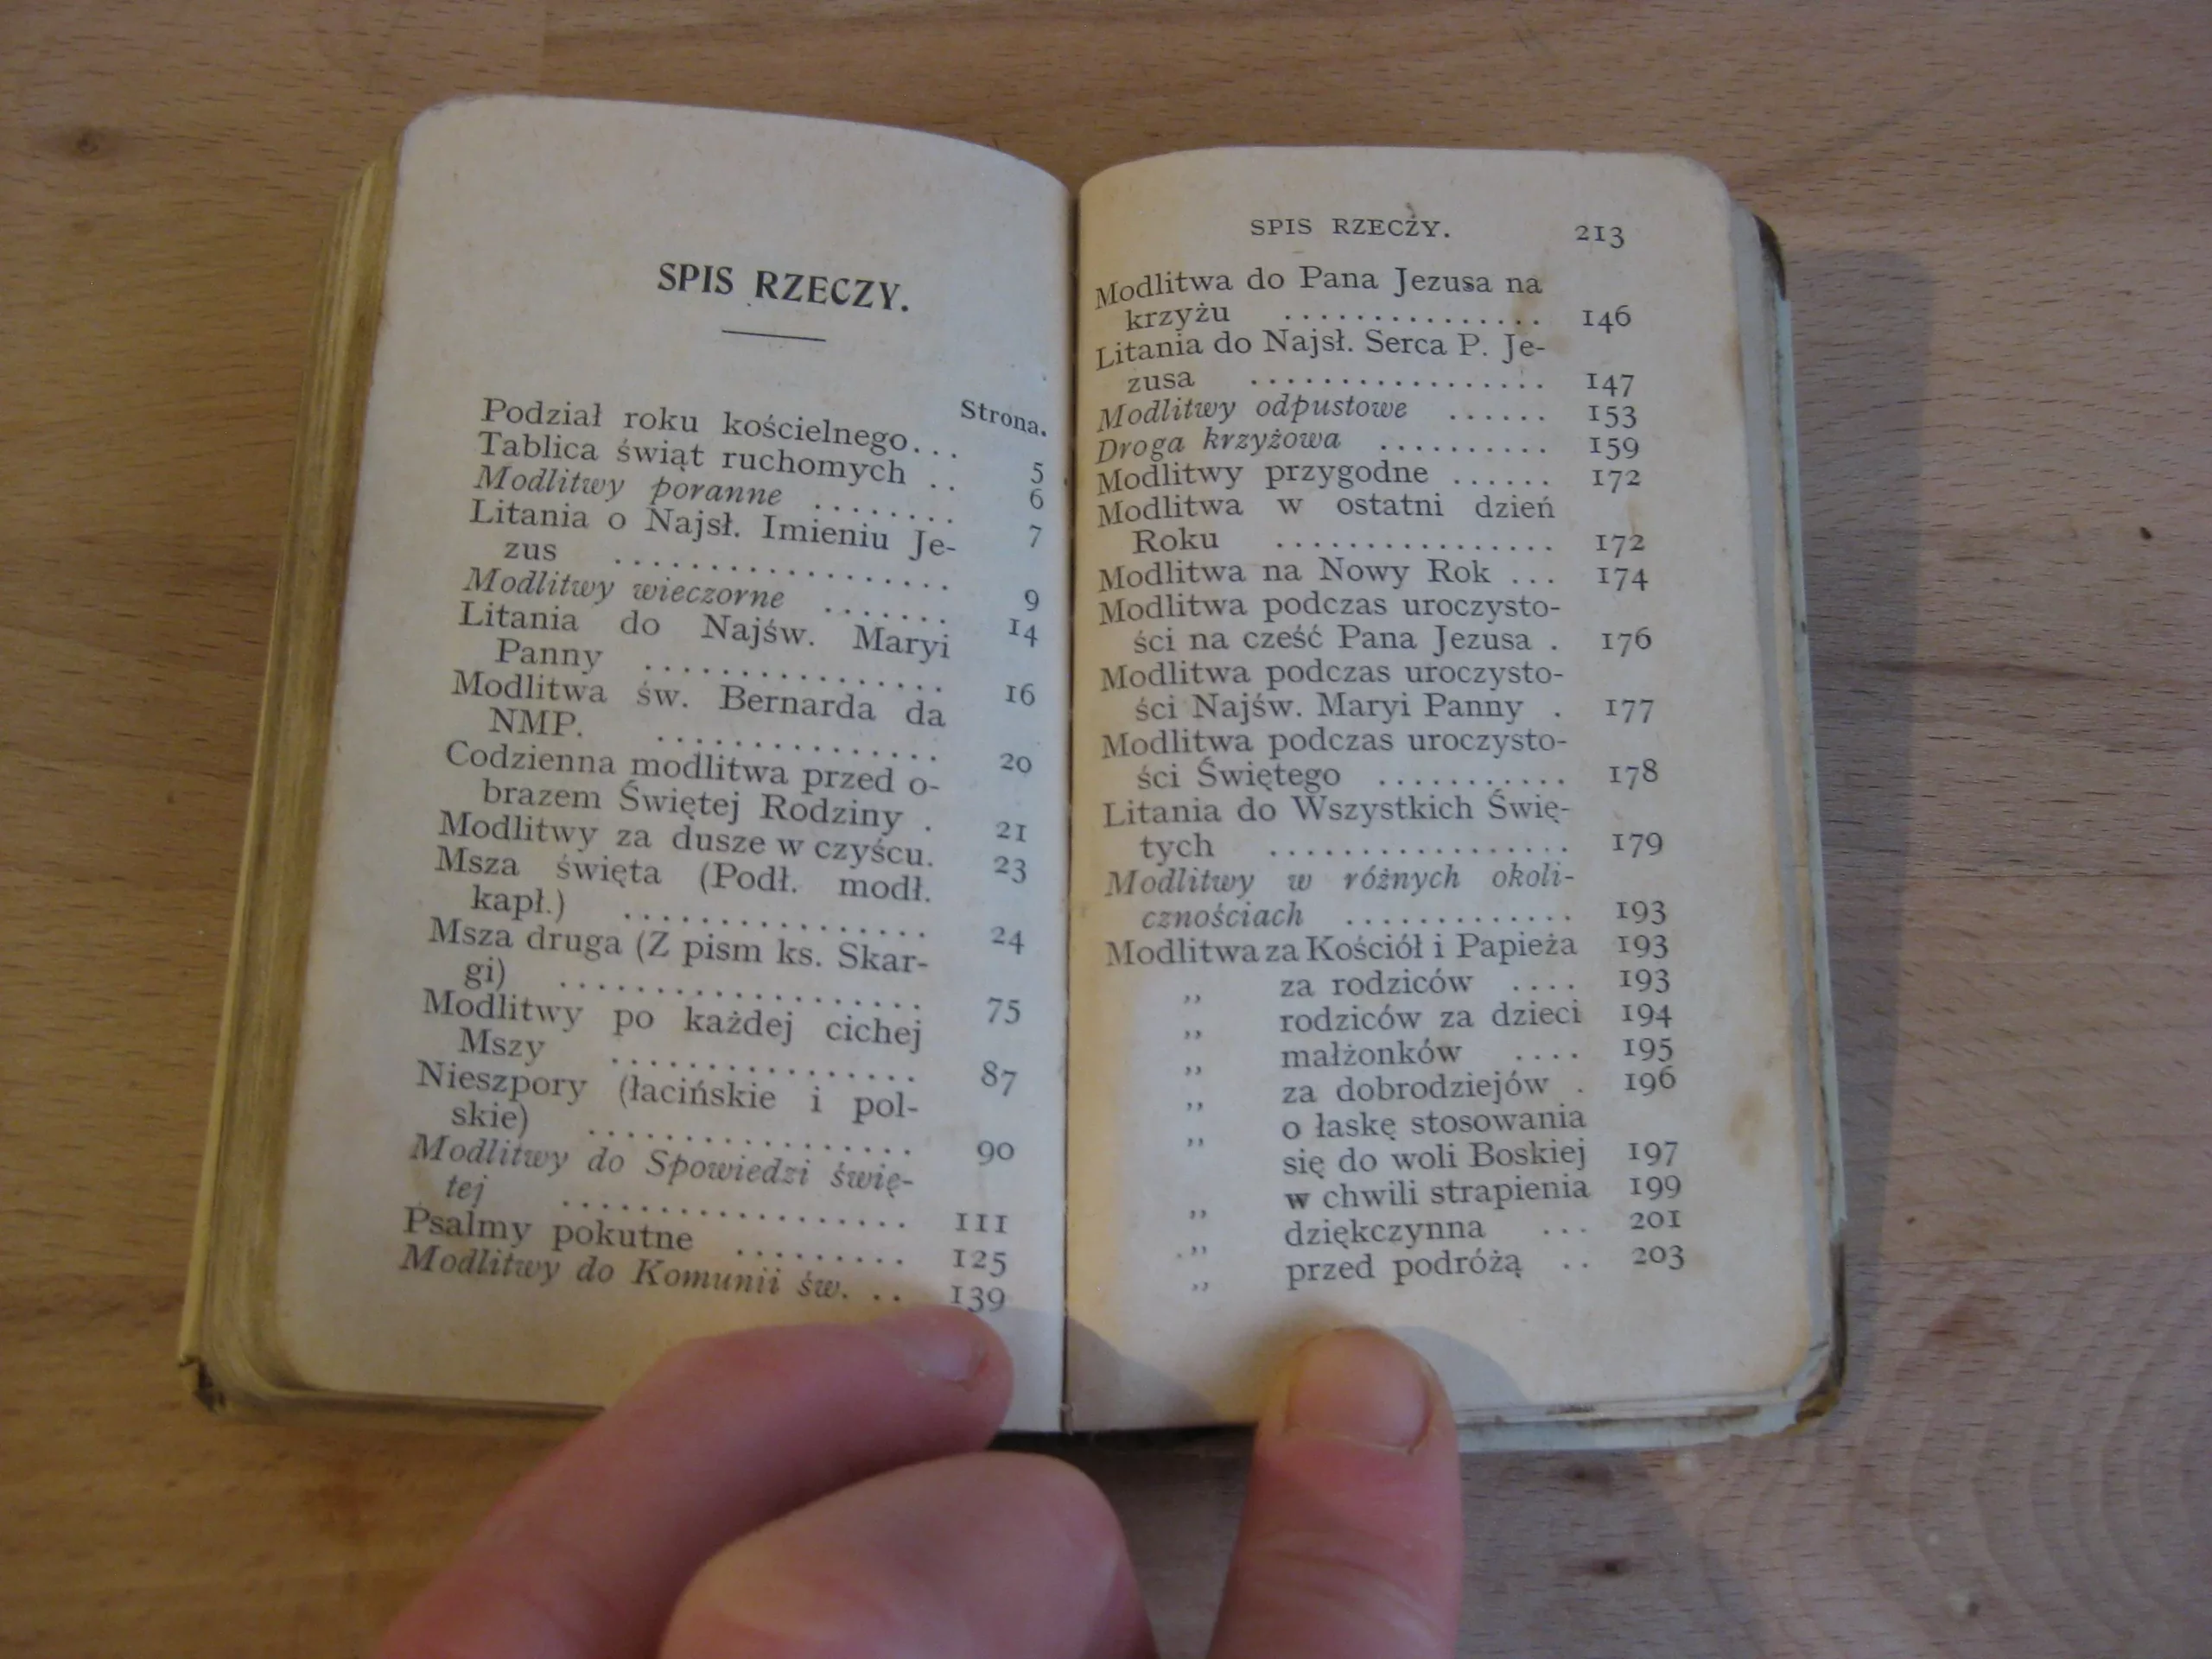 SPIS RZECZY.
Strona.
Podział roku kościelnego... 5
Tablica świąt ruchomych .. 6
Modlitwy poranne ........ 7
Litania o Najsł. Imieniu Je-
zus .................. 9
Modlitwy wieczorne ....... 14
Litania do Najśw. Maryi
Panny ................ 16
Modlitwa św. Bernarda da
NMP. ............... 20
Codzienna modlitwa przed o-
brazem Świętej Rodziny . 21
Modlitwy za dusze w czyścu. 23
Msza święta (Podł. modł.
kapł.) ................ 24
Msza druga (Z pism ks. Skar-
gi) ................... 75
Modlitwy po każdej cichej
Mszy ................ 87
Nieszpory (łacińskie i pol-
skie) ................. 90
Modlitwy do Spowiedzi świę-
tej .................. 111
Psalmy pokutne ......... 125
Modlitwy do Komunii św. .. 139
SPIS RZECZY. 213
Modlitwa do Pana Jezusa na
krzyżu ............... 146
Litania do Najsł. Serca P. Je-
zusa ................. 147
Modlitwy odpustowe ...... 153
Droga krzyżowa .......... 159
Modlitwy przygodne ...... 172
Modlitwa w ostatni dzień
Roku ................ 172
Modlitwa na Nowy Rok ... 174
Modlitwa podczas uroczysto-
ści na cześć Pana Jezusa . 176
Modlitwa podczas uroczysto-
ści Najśw. Maryi Panny . 177
Modlitwa podczas uroczysto-
ści Świętego ........... 178
Litania do Wszystkich Świę-
tych ................. 179
Modlitwy w różnych okoli-
cznościach ............. 193
Modlitwa za Kościół i Papieża 193
„ za rodziców .... 193
„ rodziców za dzieci 194
„ małżonków .... 195
„ za dobrodziejów . 196
„ o łaskę stosowania
się do woli Boskiej 197
„ w chwili strapienia 199
„ dziękczynna ... 201
„ przed podróżą .. 203